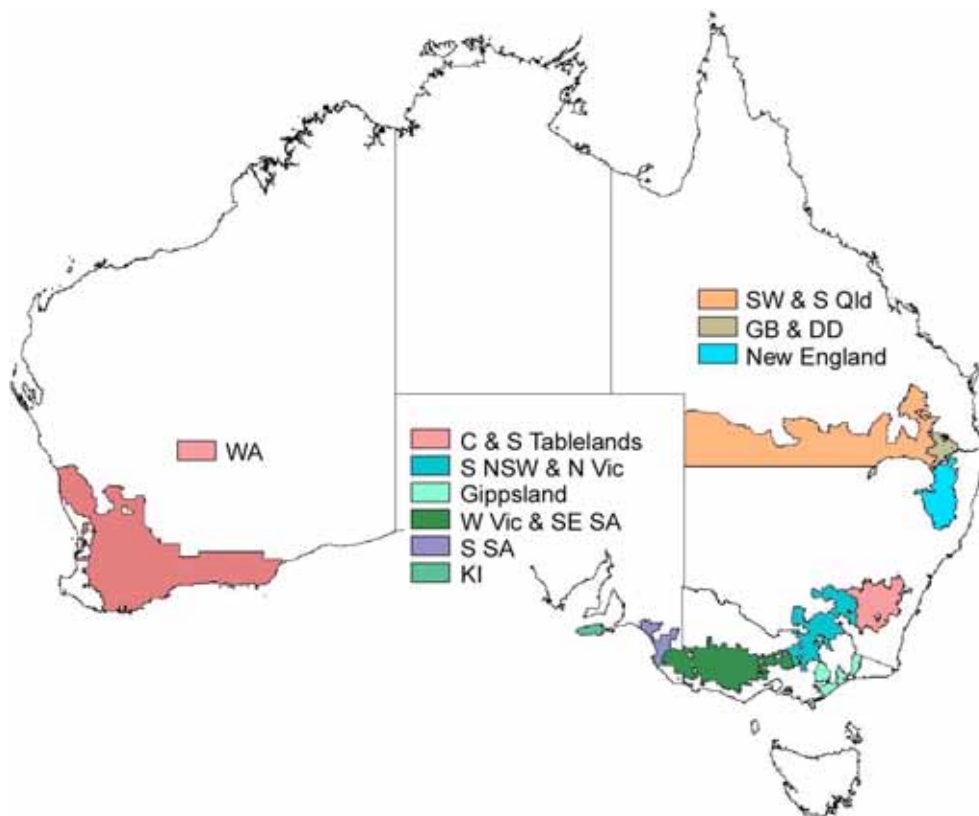 SW & S Qld
GB & DD
New England
WA
C & S Tablelands
S NSW & N Vic
Gippsland
W Vic & SE SA
S SA
KI